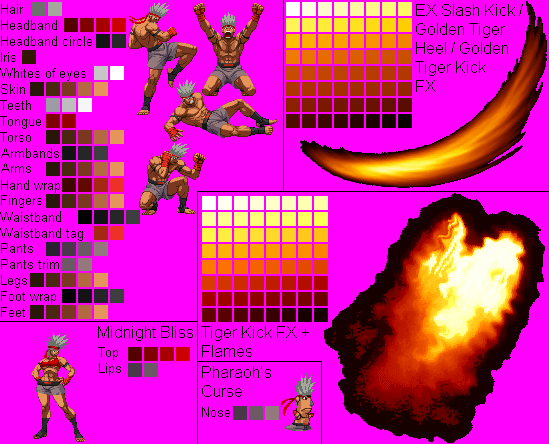 Hair
Headband
Headband circle
Iris
Whites of eyes
Skin
Teeth
Tongue
Torso
Armbands
Arms
Hand wrap
Fingers
Waistband
Waistband tag
Pants
Pants trim
Legs
Foot wrap
Feet
EX Slash Kick /
Golden Tiger
Heel / Golden
Tiger Kick
FX
Midnight Bliss
Top
Lips
Tiger Kick FX +
Flames
Pharaoh's
Curse
Nose